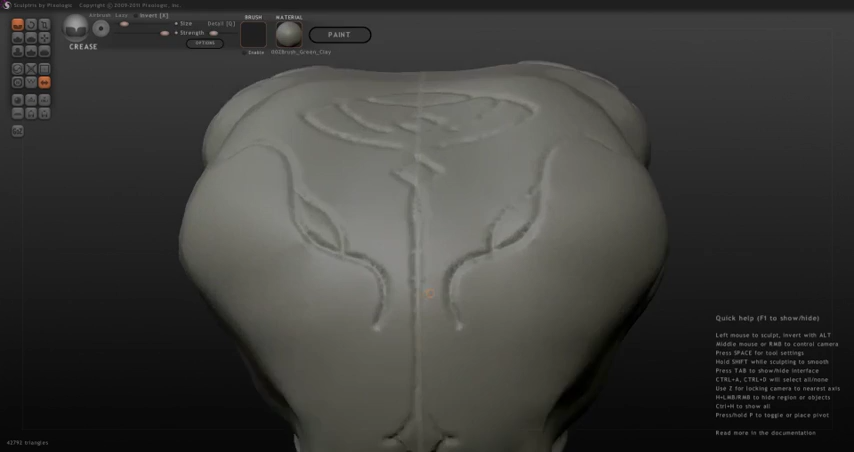 Sculptris by Pixologic Copyright © 2009-2011 Pixologic, Inc.
Airbrush Lazy Invert [X]
Size Detail [Q]
Strength
OPTIONS
CREASE
BRUSH
Enable
MATERIAL
002Brush_Green_Clay
PAINT
Quick help (F1 to show/hide)
Left mouse to sculpt, invert with ALT
Middle mouse or RMB to control camera
Press SPACE for tool settings
Hold SHIFT while sculpting to smooth
Press TAB to show/hide interface
CTRL+A, CTRL+D will select all/none
Use Z for locking camera to nearest axis
H+LMB/RMB to hide region or objects
Ctrl+H to show all
Press/hold P to toggle or place pivot
Read more in the documentation
43792 triangles